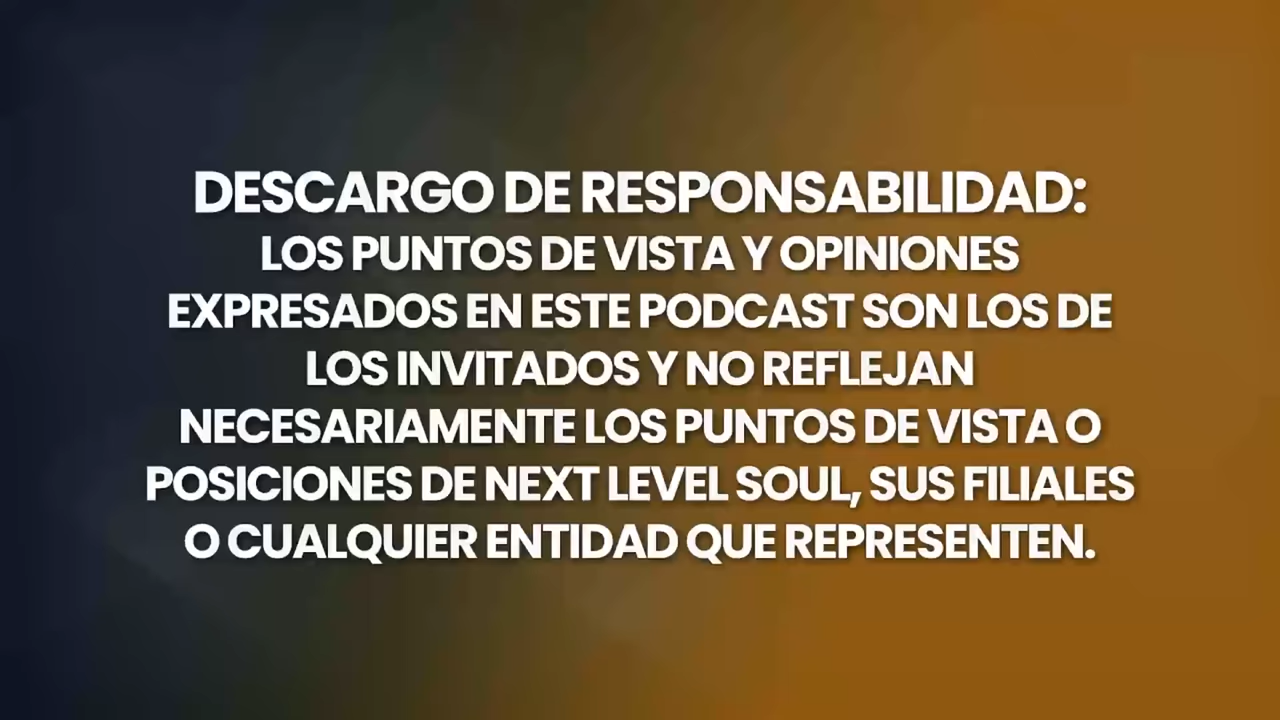 DESCARGO DE RESPONSABILIDAD:
LOS PUNTOS DE VISTA Y OPINIONES
EXPRESADOS EN ESTE PODCAST SON LOS DE
LOS INVITADOS Y NO REFLEJAN
NECESARIAMENTE LOS PUNTOS DE VISTA O
POSICIONES DE NEXT LEVEL SOUL, SUS FILIALES
O CUALQUIER ENTIDAD QUE REPRESENTEN.